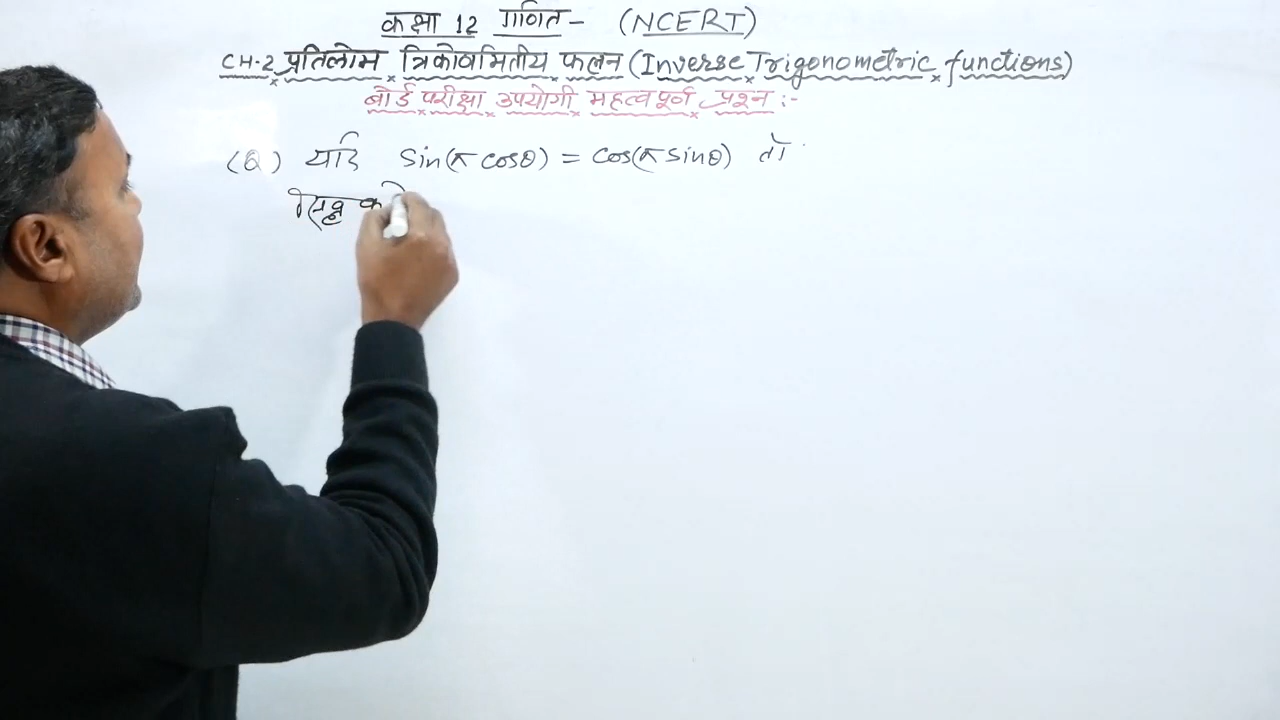 कक्षा 12 गणित- (NCERT)
CH-2 प्रतिलोम त्रिकोणमितीय फलन (Inverse Trigonometric functions)
बोर्ड परीक्षा उपयोगी महत्वपूर्ण प्रश्न :-
(Q) यदि sin(π cosθ) = cos(π sinθ) तो
सिद्ध